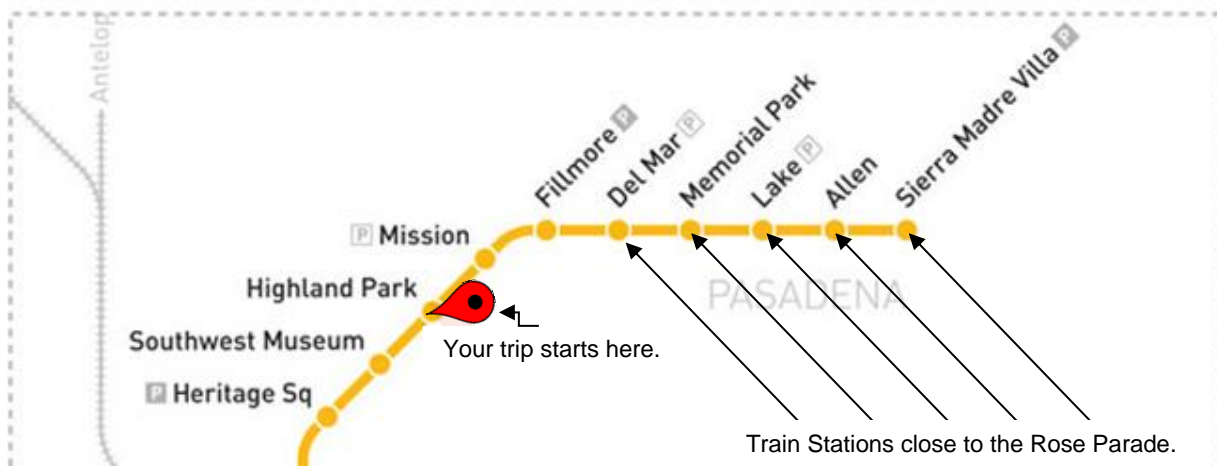 Antelop
Fillmore P
Del Mar P
Memorial Park
Lake P
Allen
Sierra Madre Villa P
P Mission
Highland Park
PASADENA
Your trip starts here.
Southwest Museum
P Heritage Sq
Train Stations close to the Rose Parade.